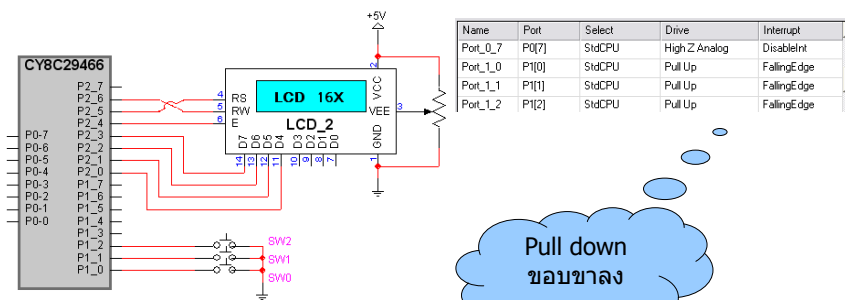 +5V
CY8C29466
P2_7
P2_6
P2_5
P2_4
P2_3
P2_2
P2_1
P2_0
P1_7
P1_6
P1_5
P1_4
P1_3
P1_2
P1_1
P1_0
P0-7
P0-6
P0-5
P0-4
P0-3
P0-2
P0-1
P0-0
4 RS
5 RW
6 E
LCD 16X
LCD_2
2 VCC
3 VEE
1 GND
D7 D6 D5 D4 D3 D2 D1 D0
14 13 12 11 10 9 8 7
SW2
SW1
SW0
Name Port Select Drive Interrupt
Port_0_7 P0[7] StdCPU High Z Analog DisableInt
Port_1_0 P1[0] StdCPU Pull Up FallingEdge
Port_1_1 P1[1] StdCPU Pull Up FallingEdge
Port_1_2 P1[2] StdCPU Pull Up FallingEdge
Pull down
ขอบขาลง